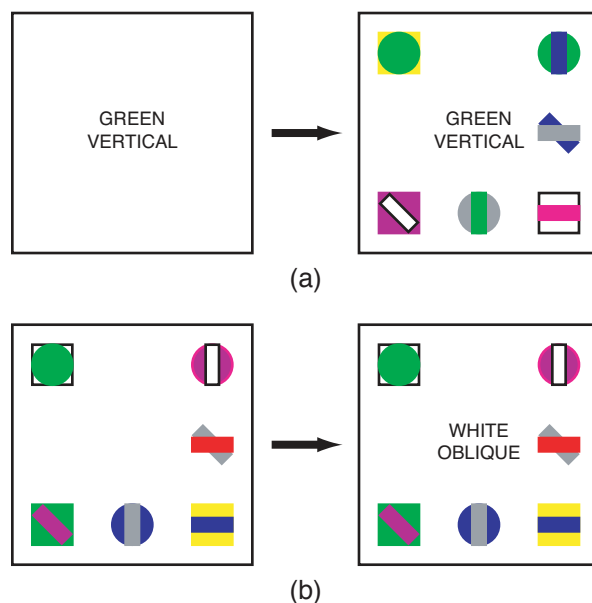 GREEN
VERTICAL
GREEN
VERTICAL
(a)
WHITE
OBLIQUE
(b)